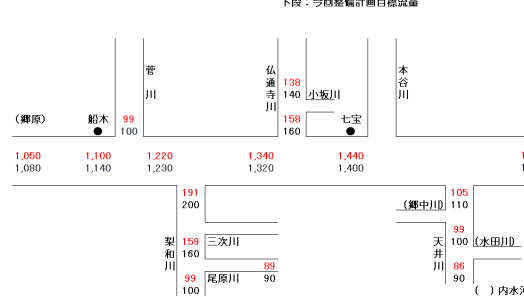 下段：今回整備計画目標流量
菅川
仏通寺川
本谷川
138
140
小坂川
(郷原)
船木
99
100
158
160
七宝
1,050
1,100
1,220
1,340
1,440
1,080
1,140
1,230
1,320
1,400
191
200
105
110
(郷中川)
梨和川
159
160
三次川
天井川
99
100
(水田川)
89
90
86
90
99
100
尾原川
( )内水河